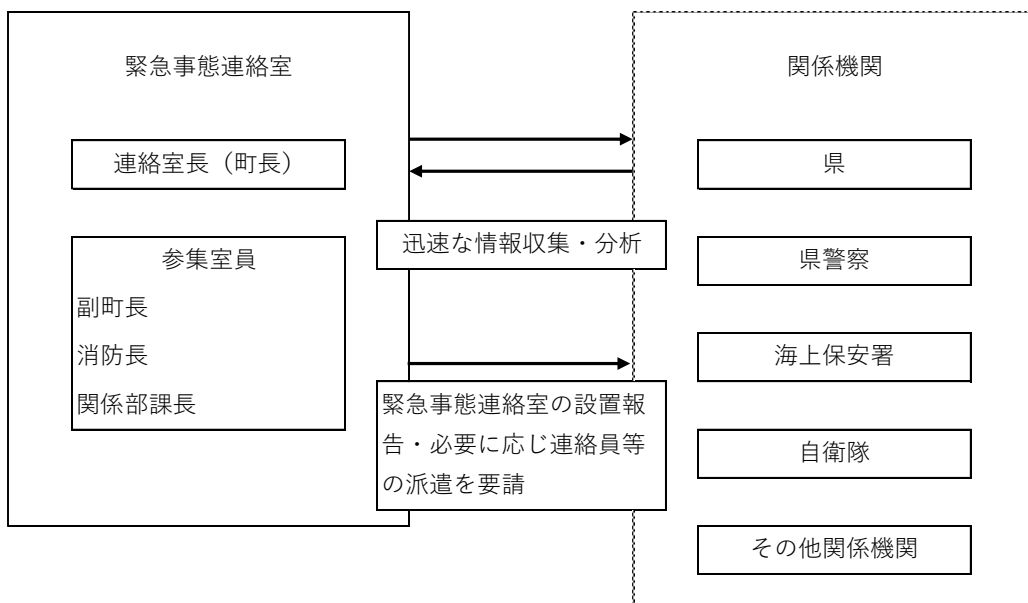 緊急事態連絡室
連絡室長（町長）
参集室員
副町長
消防長
関係部課長
迅速な情報収集・分析
緊急事態連絡室の設置報
告・必要に応じ連絡員等
の派遣を要請
関係機関
県
県警察
海上保安署
自衛隊
その他関係機関